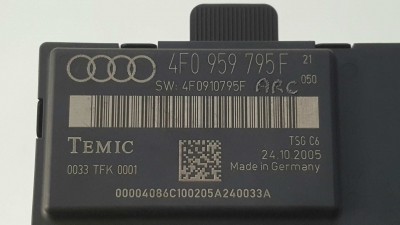 4F0 959 795F 21
SW: 4F0910795F ARC 050
TEMIC TSG C6
24.10.2005
0033 TFK 0001 Made in Germany
00004086C100205A240033A